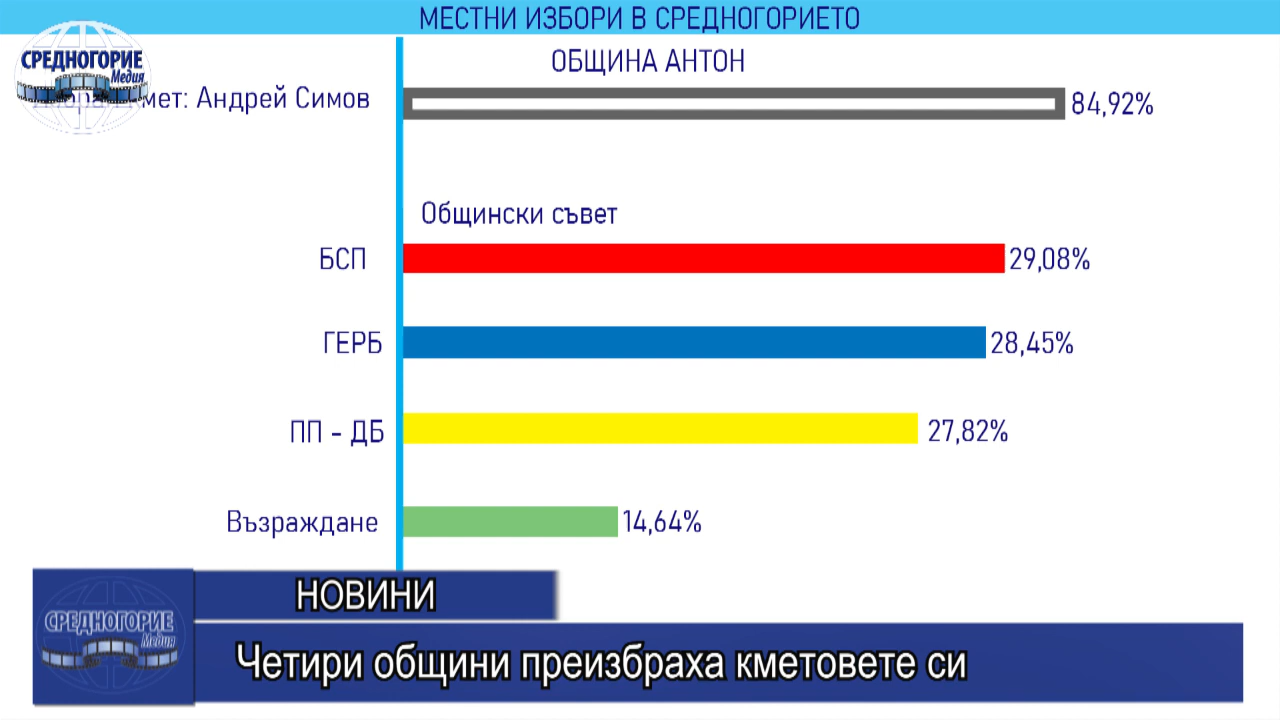 МЕСТНИ ИЗБОРИ В СРЕДНОГОРИЕТО
СРЕДНОГОРИЕ
Медия
ОБЩИНА АНТОН
Андрей Симов 84,92%
Общински съвет
БСП 29,08%
ГЕРБ 28,45%
ПП - ДБ 27,82%
Възраждане 14,64%
НОВИНИ
СРЕДНОГОРИЕ
Медия
Четири общини преизбраха кметовете си